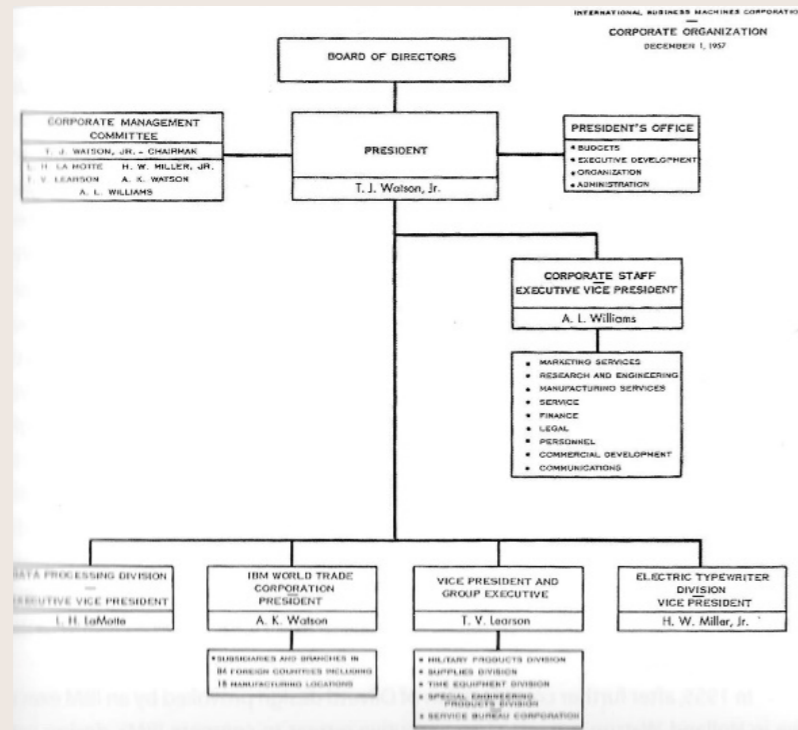 INTERNATIONAL BUSINESS MACHINES CORPORATIO
CORPORATE ORGANIZATION
DECEMBER 1, 1957
BOARD OF DIRECTORS
CORPORATE MANAGEMENT
COMMITTEE
T. J. WATSON, JR. - CHAIRMAN
L. H. LA MOTTE H. W. MILLER, JR.
T. V. LEARSON A. K. WATSON
A. L. WILLIAMS
PRESIDENT
T. J. Watson, Jr.
PRESIDENT'S OFFICE
• BUDGETS
• EXECUTIVE DEVELOPMENT
• ORGANIZATION
• ADMINISTRATION
CORPORATE STAFF
EXECUTIVE VICE PRESIDENT
A. L. Williams
• MARKETING SERVICES
• RESEARCH AND ENGINEERING
• MANUFACTURING SERVICES
• SERVICE
• FINANCE
• LEGAL
• PERSONNEL
• COMMERCIAL DEVELOPMENT
• COMMUNICATIONS
DATA PROCESSING DIVISION
EXECUTIVE VICE PRESIDENT
L. H. LaMotte
IBM WORLD TRADE
CORPORATION
PRESIDENT
A. K. Watson
• SUBSIDIARIES AND BRANCHES IN
84 FOREIGN COUNTRIES INCLUDING
18 MANUFACTURING LOCATIONS
VICE PRESIDENT AND
GROUP EXECUTIVE
T. V. Learson
• MILITARY PRODUCTS DIVISION
• SUPPLIES DIVISION
• TIME EQUIPMENT DIVISION
• SPECIAL ENGINEERING
PRODUCTS DIVISION
• SERVICE BUREAU CORPORATION
ELECTRIC TYPEWRITER
DIVISION
VICE PRESIDENT
H. W. Miller, Jr.